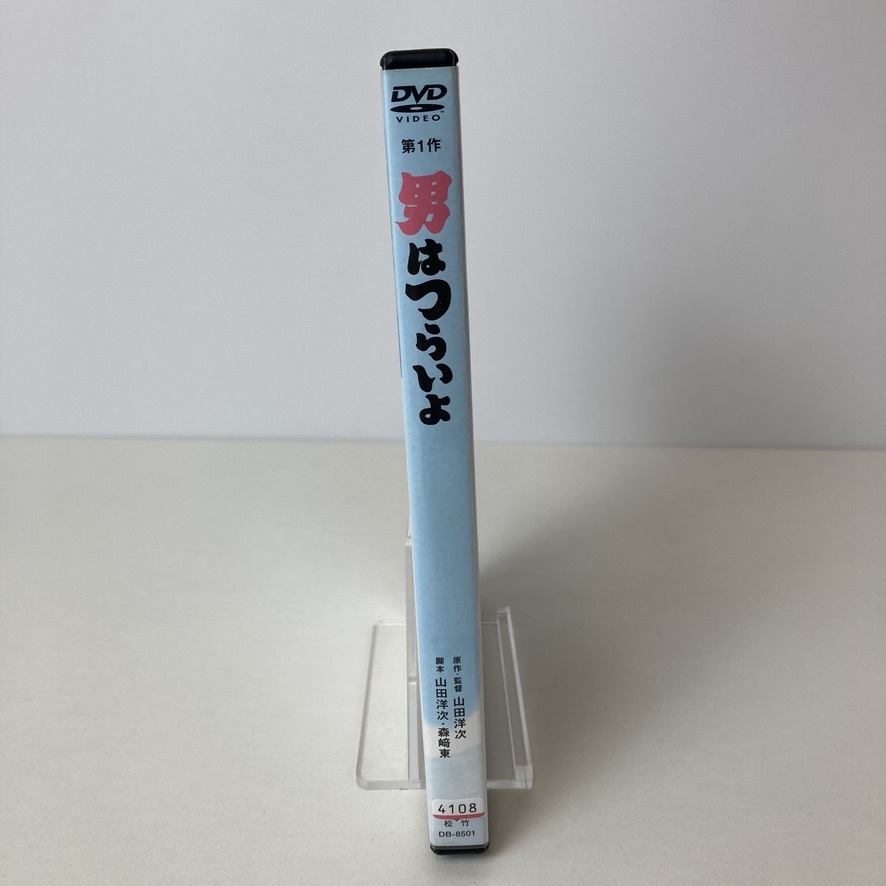 DVD
VIDEO
第1作
男はつらいよ
原作・監督 山田洋次
脚本 山田洋次・森﨑東
4108
松竹
DB-8501